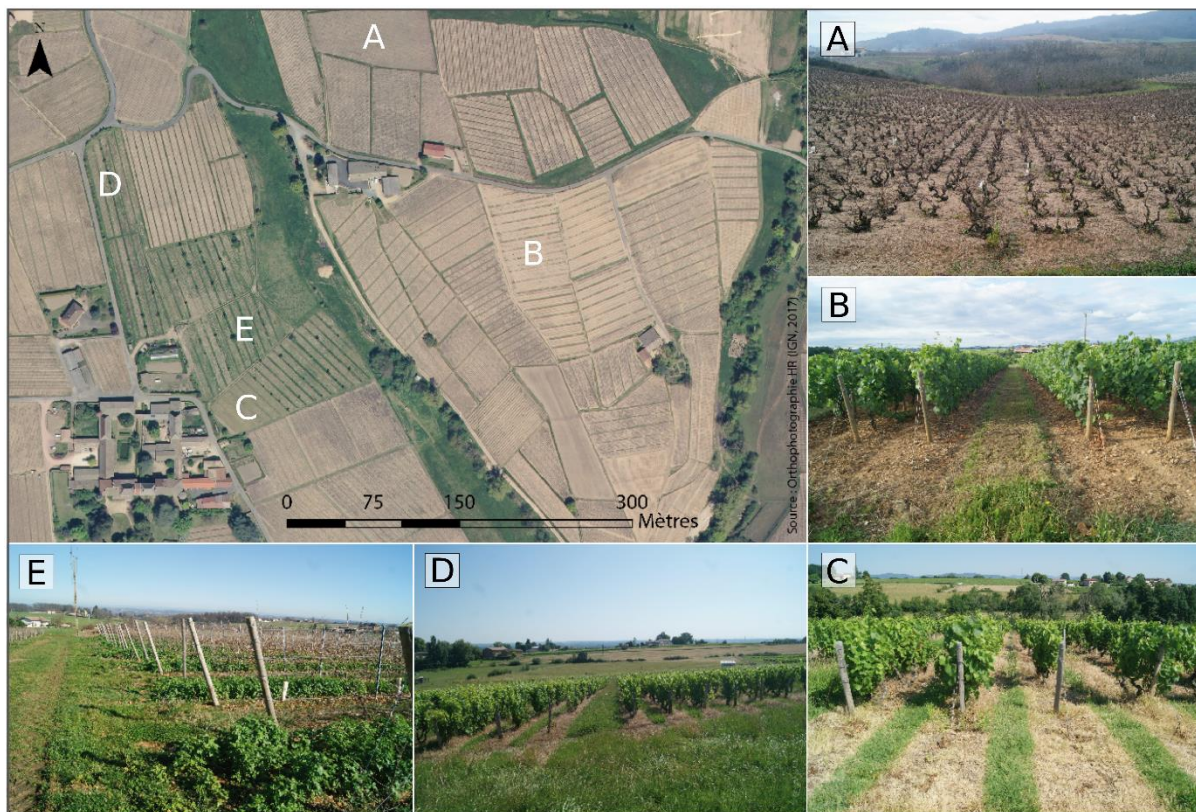 N
A
D
B
E
C
0 75 150 300
Mètres
Source : Orthophotographie HR (IGN, 2017)
A
B
E
D
C